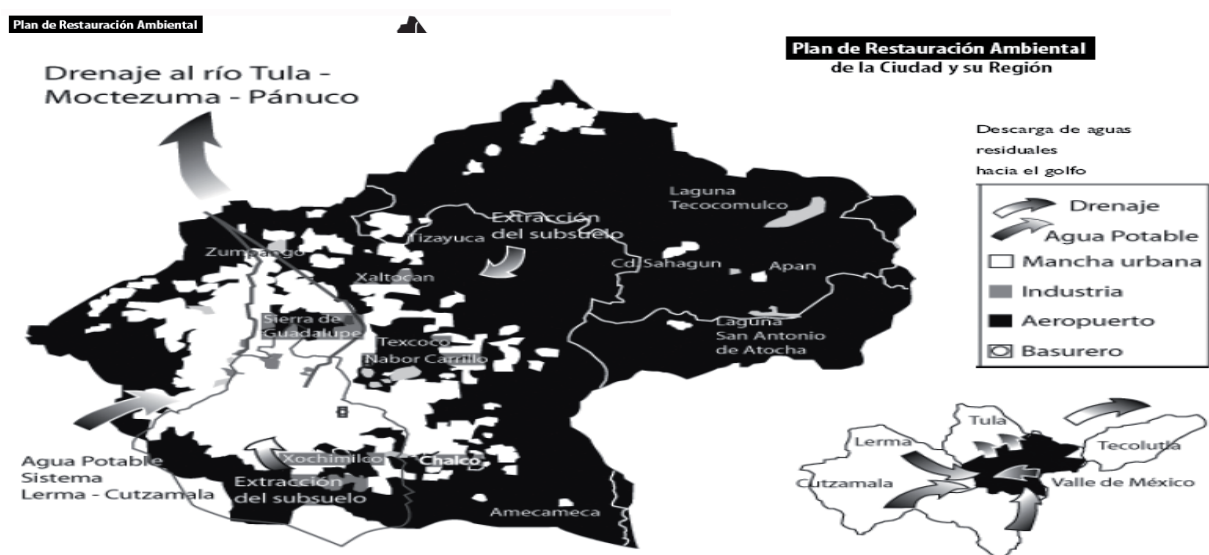 Plan de Restauración Ambiental
Drenaje al río Tula -
Moctezuma - Pánuco
Zumpango
Tizayuca
Extracción
del subsuelo
Xaltocan
Laguna
Tecocomulco
Cd. Sahagun
Apan
Sierra de
Guadalupe
Texcoco
Nabor Carrillo
Laguna
San Antonio
de Atocha
Agua Potable
Sistema
Lerma - Cutzamala
Xochimilco
Chalco
Extracción
del subsuelo
Amecameca
Plan de Restauración Ambiental
de la Ciudad y su Región
Descarga de aguas
residuales
hacia el golfo
Drenaje
Agua Potable
Mancha urbana
Industria
Aeropuerto
Basurero
Tula
Lerma
Tecolutla
Cutzamala
Valle de México